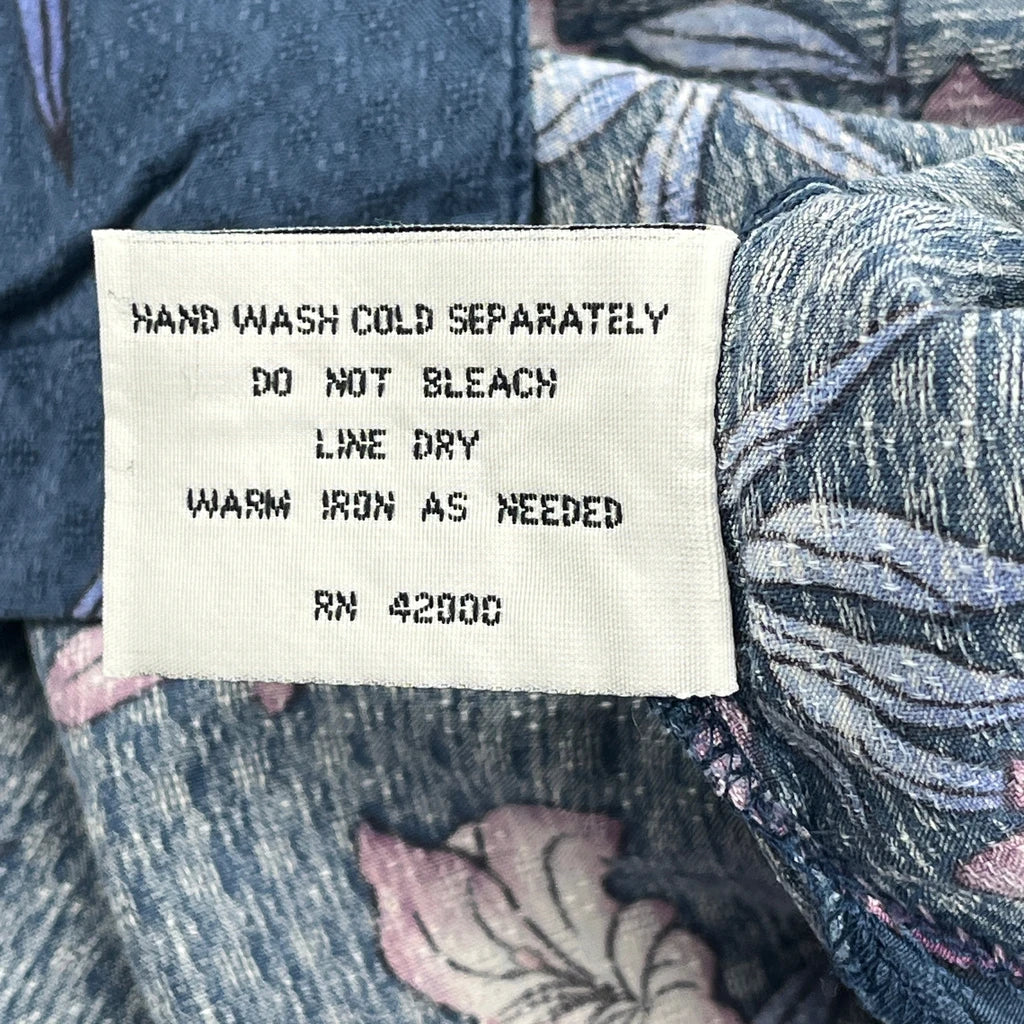 HAND WASH COLD SEPARATELY
DO NOT BLEACH
LINE DRY
WARM IRON AS NEEDED
RN 42000